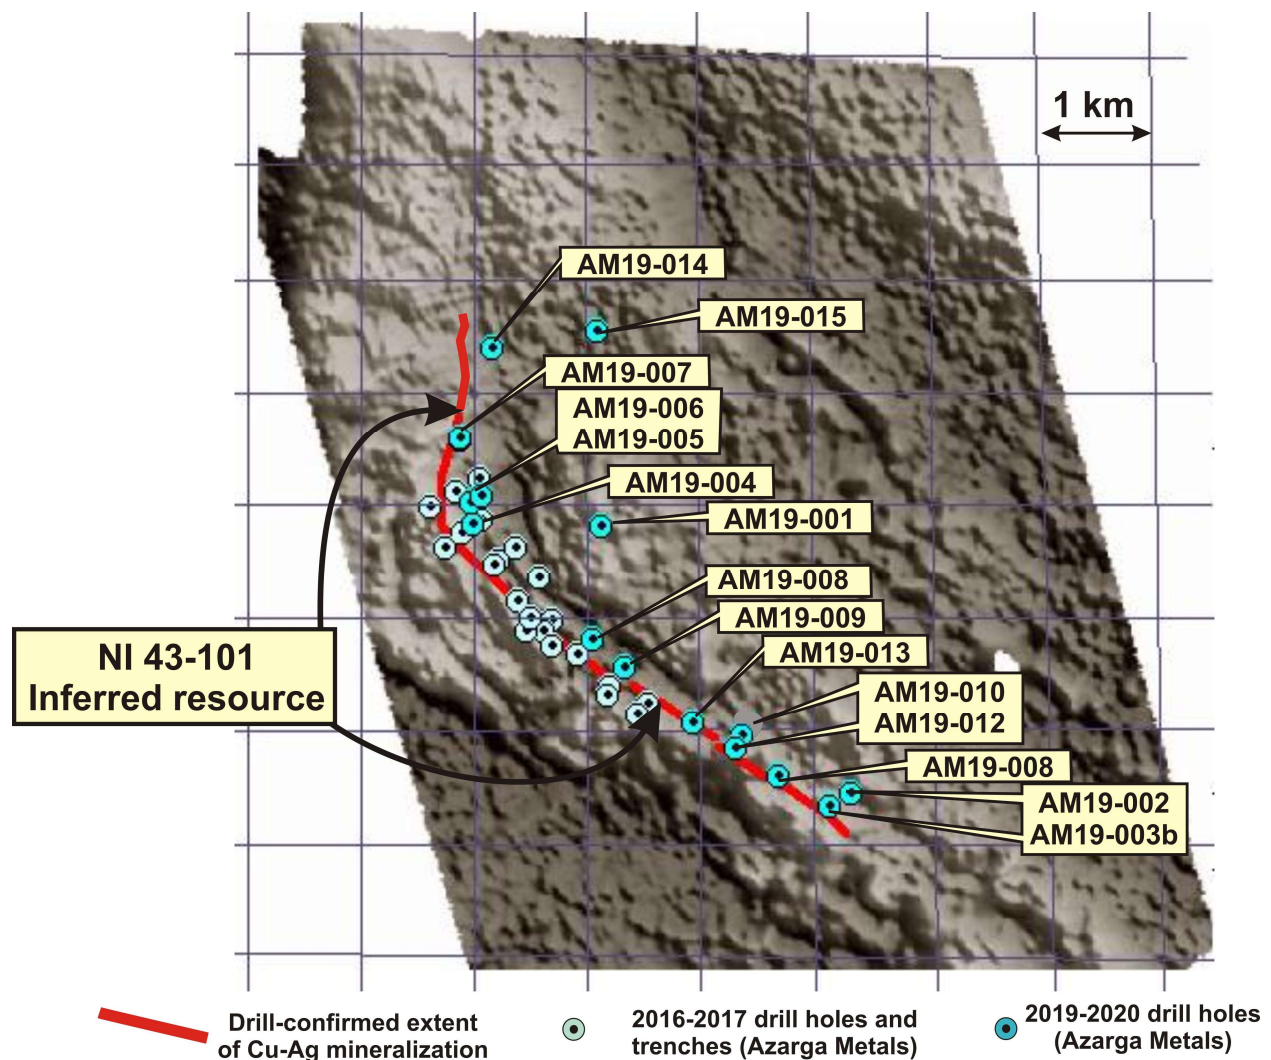 1 km
AM19-014
AM19-015
AM19-007
AM19-006
AM19-005
AM19-004
AM19-001
AM19-008
AM19-009
AM19-013
NI 43-101
Inferred resource
AM19-010
AM19-012
AM19-008
AM19-002
AM19-003b
Drill-confirmed extent
of Cu-Ag mineralization
2016-2017 drill holes and
trenches (Azarga Metals)
2019-2020 drill holes
(Azarga Metals)